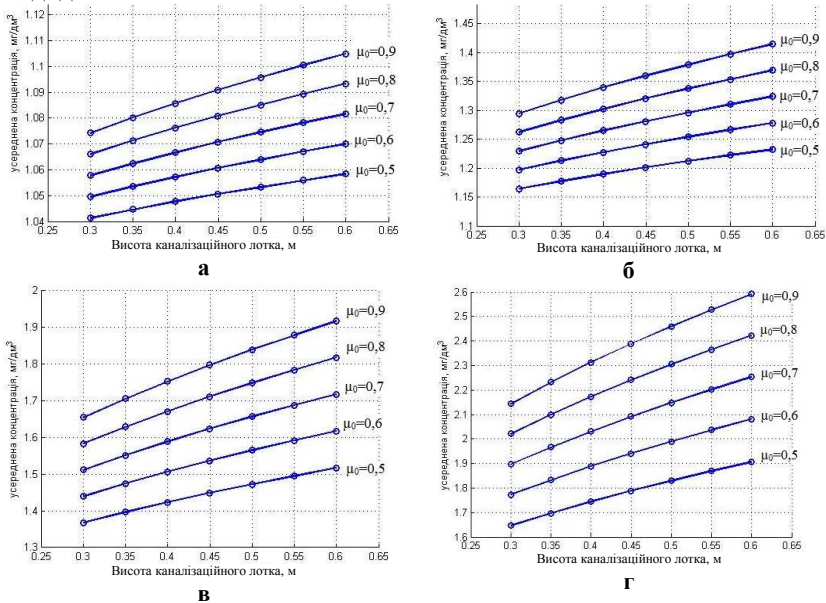 усереднена концентрація, мг/дм³
1.12
1.11
1.1
1.09
1.08
1.07
1.06
1.05
1.04
μ₀=0,9
μ₀=0,8
μ₀=0,7
μ₀=0,6
μ₀=0,5
0.25 0.3 0.35 0.4 0.45 0.5 0.55 0.6 0.65
Висота каналізаційного лотка, м
а
усереднена концентрація, мг/дм³
1.45
1.4
1.35
1.3
1.25
1.2
1.15
1.1
μ₀=0,9
μ₀=0,8
μ₀=0,7
μ₀=0,6
μ₀=0,5
0.25 0.3 0.35 0.4 0.45 0.5 0.55 0.6 0.65
Висота каналізаційного лотка, м
б
усереднена концентрація, мг/дм³
2
1.9
1.8
1.7
1.6
1.5
1.4
1.3
μ₀=0,9
μ₀=0,8
μ₀=0,7
μ₀=0,6
μ₀=0,5
0.25 0.3 0.35 0.4 0.45 0.5 0.55 0.6 0.65
Висота каналізаційного лотка, м
в
усереднена концентрація, мг/дм³
2.6
2.5
2.4
2.3
2.2
2.1
2
1.9
1.8
1.7
1.6
μ₀=0,9
μ₀=0,8
μ₀=0,7
μ₀=0,6
μ₀=0,5
0.25 0.3 0.35 0.4 0.45 0.5 0.55 0.6 0.65
Висота каналізаційного лотка, м
г